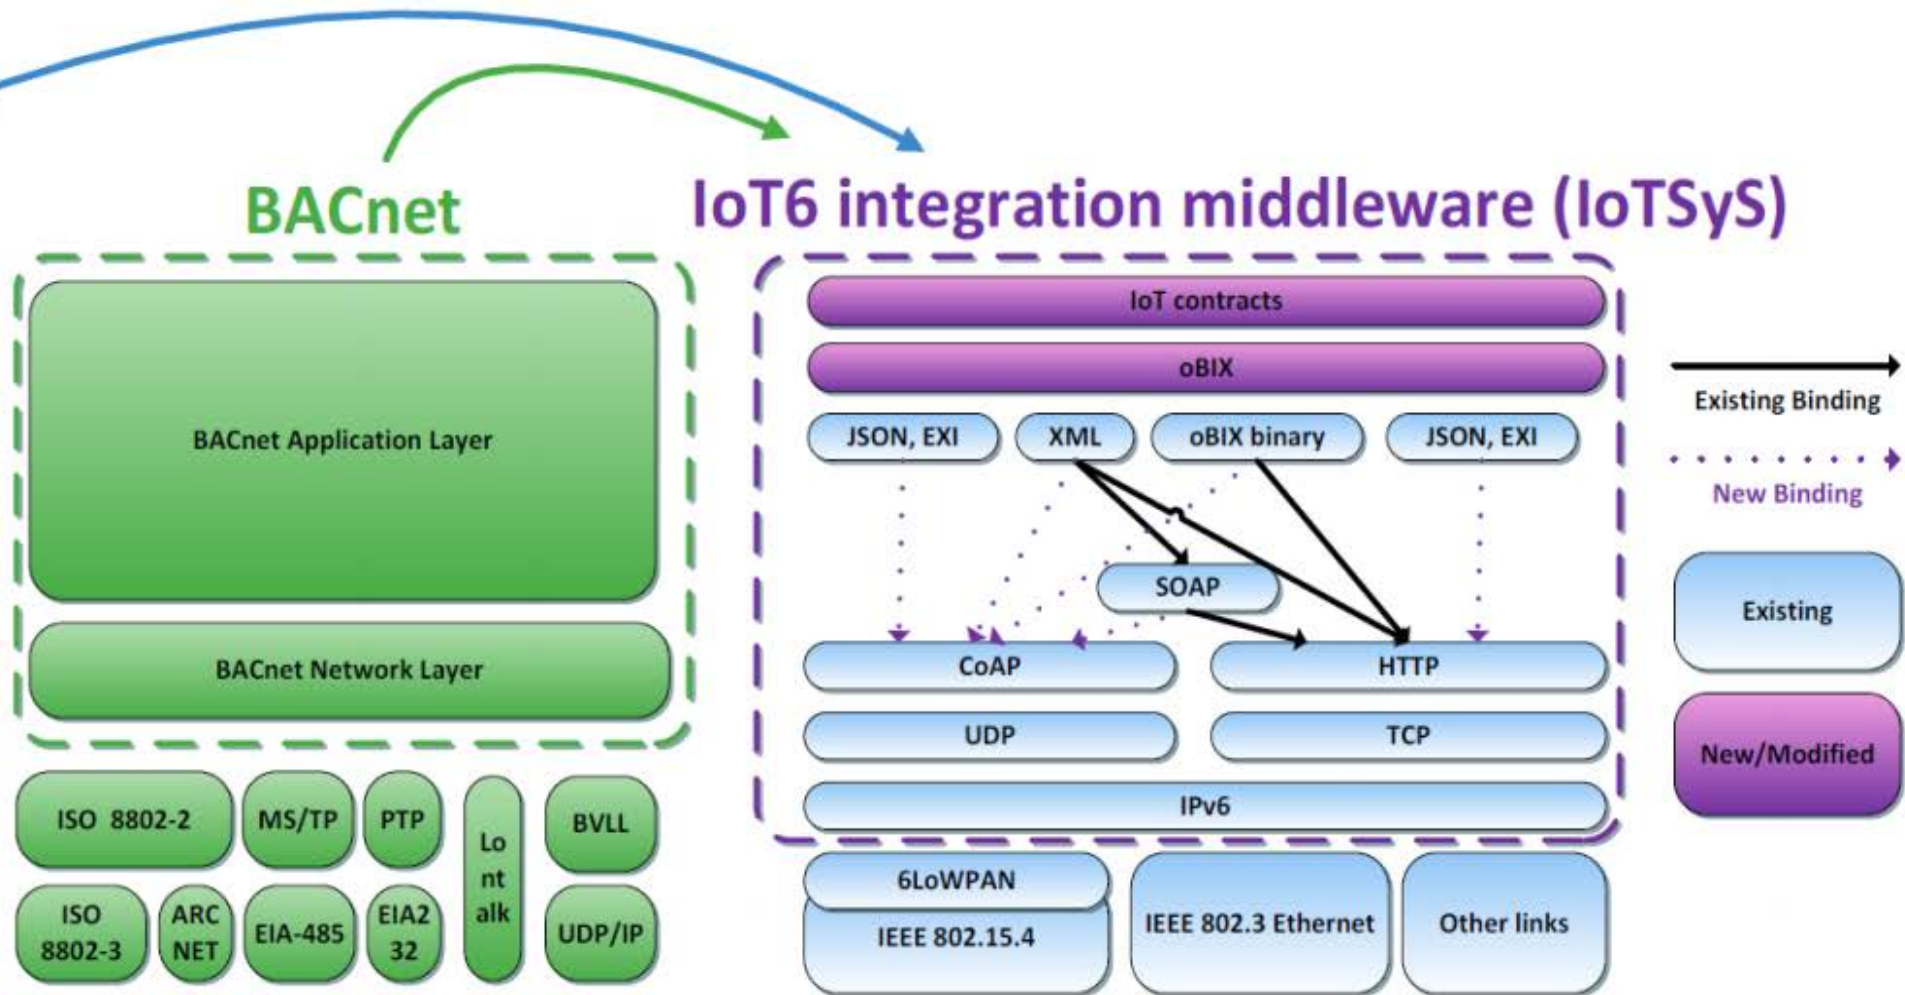 BACnet
BACnet Application Layer
BACnet Network Layer
ISO 8802-2
MS/TP
PTP
Lo
nt
alk
BVLL
ISO
8802-3
ARC
NET
EIA-485
EIA2
32
UDP/IP
IoT6 integration middleware (IoTSyS)
IoT contracts
oBIX
JSON, EXI
XML
oBIX binary
JSON, EXI
SOAP
CoAP
HTTP
UDP
TCP
IPv6
6LoWPAN
IEEE 802.15.4
IEEE 802.3 Ethernet
Other links
Existing Binding
New Binding
Existing
New/Modified